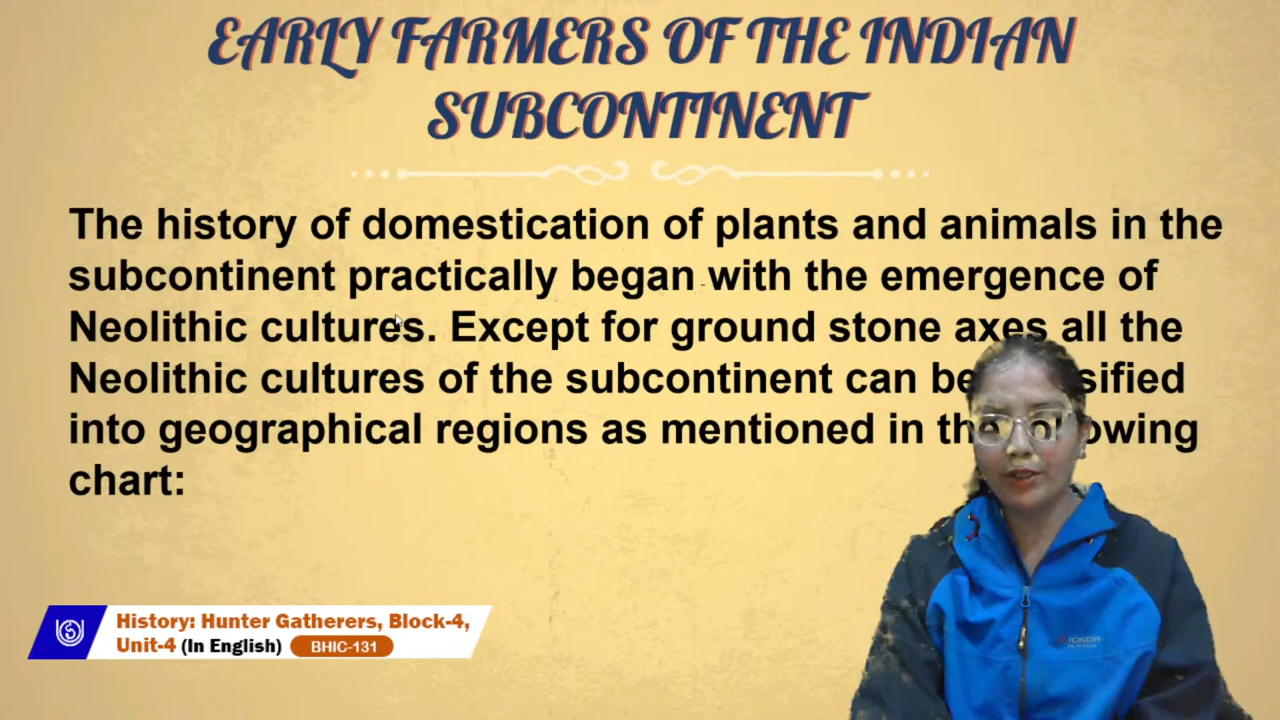 EARLY FARMERS OF THE INDIAN
SUBCONTINENT
The history of domestication of plants and animals in the
subcontinent practically began with the emergence of
Neolithic cultures. Except for ground stone axes all the
Neolithic cultures of the subcontinent can be sified
into geographical regions as mentioned in th owing
chart:
History: Hunter Gatherers, Block-4,
Unit-4 (In English) BHIC-131